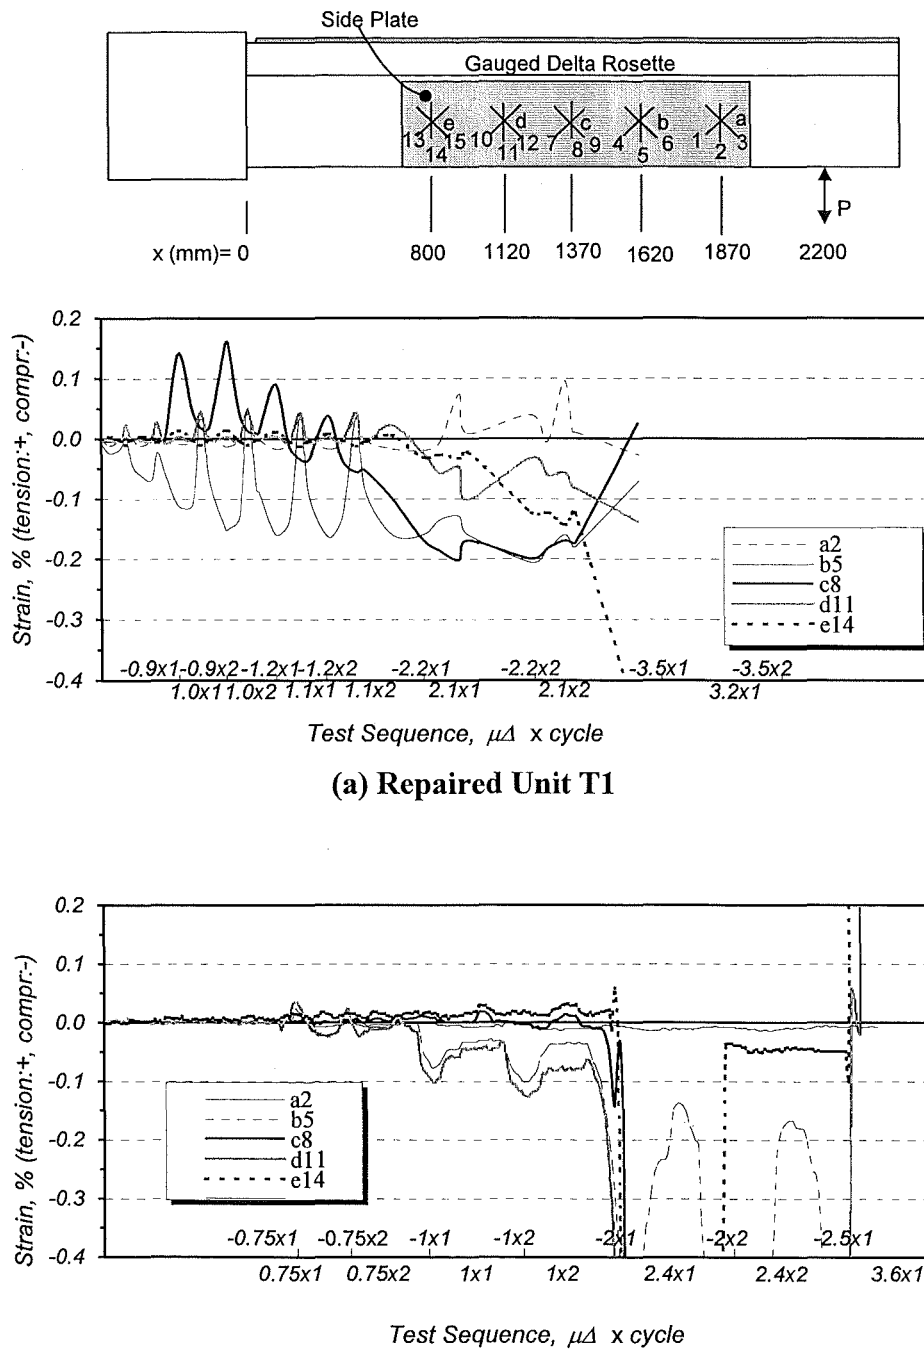 Side Plate
Gauged Delta Rosette
e d c b a
13 15 10 12 7 9 4 6 1 3
14 11 8 5 2
P
x (mm)= 0 800 1120 1370 1620 1870 2200
Strain, % (tension:+, compr:-)
0.2
0.1
0.0
-0.1
-0.2
-0.3
-0.4
a2
b5
c8
d11
e14
-0.9x1 -0.9x2 -1.2x1 -1.2x2 -2.2x1 -2.2x2 -3.5x1 -3.5x2
1.0x1 1.0x2 1.1x1 1.1x2 2.1x1 2.1x2 3.2x1
Test Sequence, μΔ x cycle
(a) Repaired Unit T1
Strain, % (tension:+, compr:-)
0.2
0.1
0.0
-0.1
-0.2
-0.3
-0.4
a2
b5
c8
d11
e14
-0.75x1 -0.75x2 -1x1 -1x2 -2x1 -2x2 -2.5x1
0.75x1 0.75x2 1x1 1x2 2.4x1 2.4x2 3.6x1
Test Sequence, μΔ x cycle